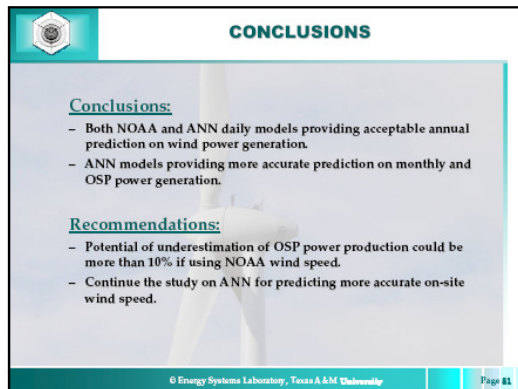 CONCLUSIONS
Conclusions:
– Both NOAA and ANN daily models providing acceptable annual
prediction on wind power generation.
– ANN models providing more accurate prediction on monthly and
OSP power generation.
Recommendations:
– Potential of underestimation of OSP power production could be
more than 10% if using NOAA wind speed.
– Continue the study on ANN for predicting more accurate on-site
wind speed.
© Energy Systems Laboratory, Texas A & M University
Page 81